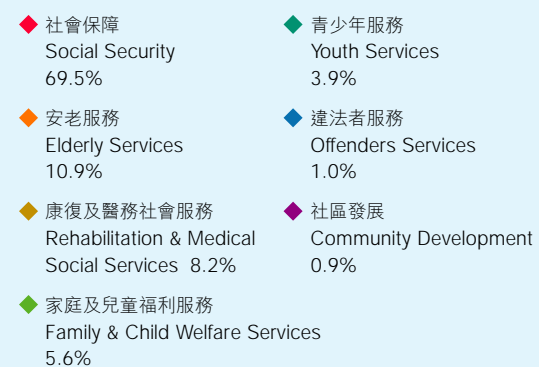 社會保障
Social Security
69.5%
安老服務
Elderly Services
10.9%
康復及醫務社會服務
Rehabilitation & Medical
Social Services 8.2%
家庭及兒童福利服務
Family & Child Welfare Services
5.6%
青少年服務
Youth Services
3.9%
違法者服務
Offenders Services
1.0%
社區發展
Community Development
0.9%